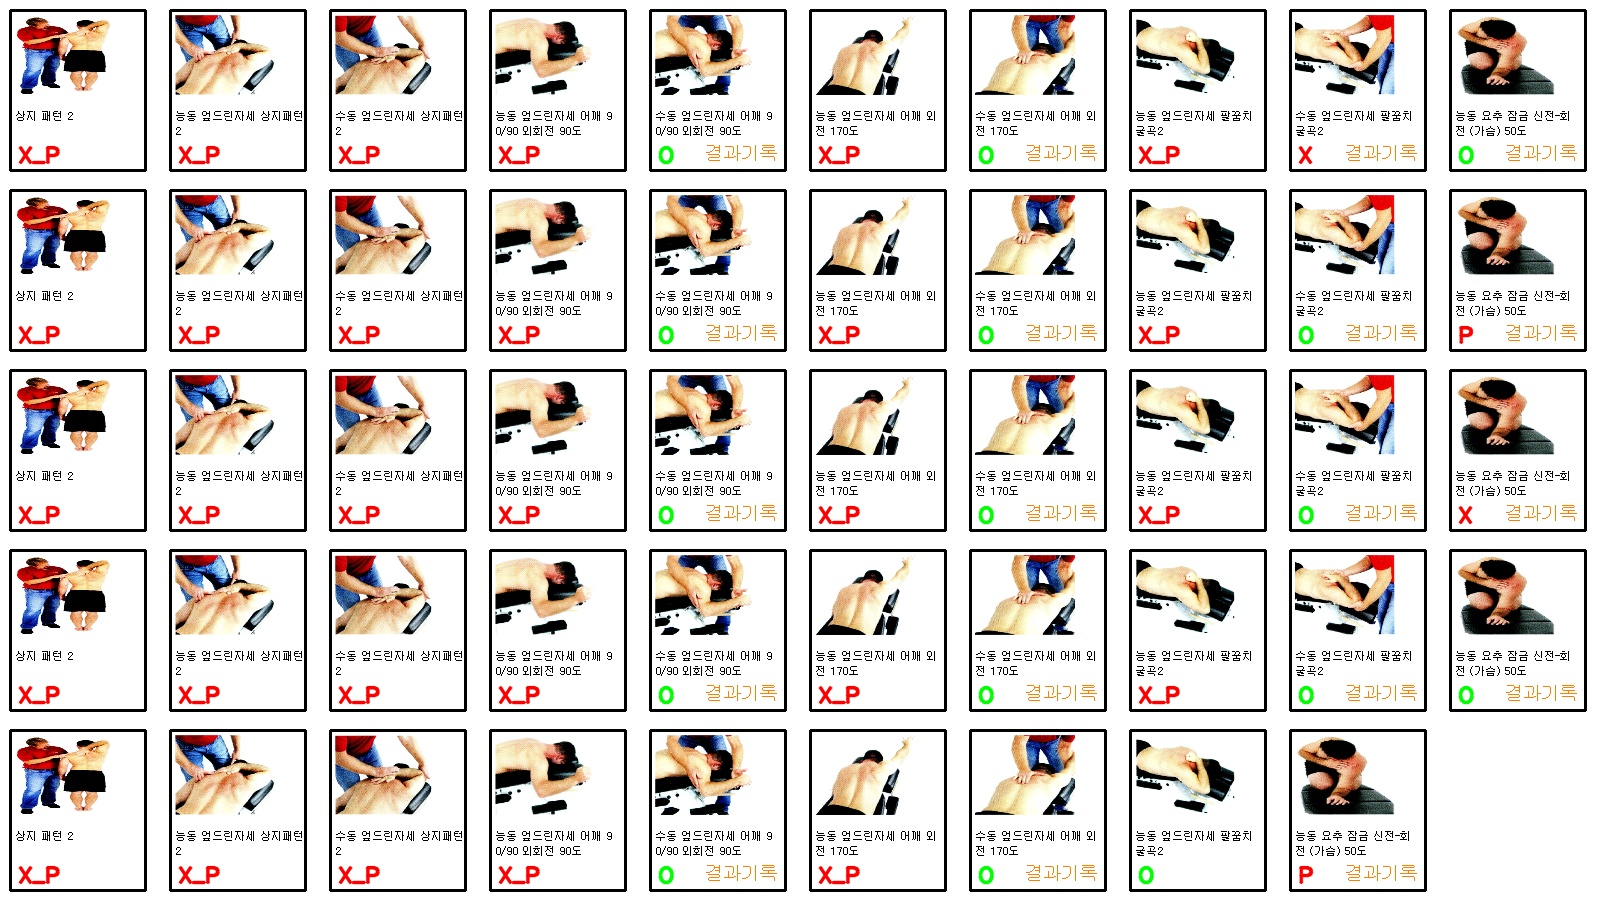 상지 패턴 2
X_P
능동 엎드린자세 상지패턴
2
X_P
수동 엎드린자세 상지패턴
2
X_P
능동 엎드린자세 어깨 9
0/90 외회전 90도
X_P
수동 엎드린자세 어깨 9
0/90 외회전 90도
O 결과기록
능동 엎드린자세 어깨 외
전 170도
X_P
수동 엎드린자세 어깨 외
전 170도
O 결과기록
능동 엎드린자세 팔꿈치
굴곡2
X_P
수동 엎드린자세 팔꿈치
굴곡2
X 결과기록
능동 요추 잠금 신전-회
전 (가슴) 50도
O 결과기록
상지 패턴 2
X_P
능동 엎드린자세 상지패턴
2
X_P
수동 엎드린자세 상지패턴
2
X_P
능동 엎드린자세 어깨 9
0/90 외회전 90도
X_P
수동 엎드린자세 어깨 9
0/90 외회전 90도
O 결과기록
능동 엎드린자세 어깨 외
전 170도
X_P
수동 엎드린자세 어깨 외
전 170도
O 결과기록
능동 엎드린자세 팔꿈치
굴곡2
X_P
수동 엎드린자세 팔꿈치
굴곡2
O 결과기록
능동 요추 잠금 신전-회
전 (가슴) 50도
P 결과기록
상지 패턴 2
X_P
능동 엎드린자세 상지패턴
2
X_P
수동 엎드린자세 상지패턴
2
X_P
능동 엎드린자세 어깨 9
0/90 외회전 90도
X_P
수동 엎드린자세 어깨 9
0/90 외회전 90도
O 결과기록
능동 엎드린자세 어깨 외
전 170도
X_P
수동 엎드린자세 어깨 외
전 170도
O 결과기록
능동 엎드린자세 팔꿈치
굴곡2
X_P
수동 엎드린자세 팔꿈치
굴곡2
O 결과기록
능동 요추 잠금 신전-회
전 (가슴) 50도
X 결과기록
상지 패턴 2
X_P
능동 엎드린자세 상지패턴
2
X_P
수동 엎드린자세 상지패턴
2
X_P
능동 엎드린자세 어깨 9
0/90 외회전 90도
X_P
수동 엎드린자세 어깨 9
0/90 외회전 90도
O 결과기록
능동 엎드린자세 어깨 외
전 170도
X_P
수동 엎드린자세 어깨 외
전 170도
O 결과기록
능동 엎드린자세 팔꿈치
굴곡2
X_P
수동 엎드린자세 팔꿈치
굴곡2
O 결과기록
능동 요추 잠금 신전-회
전 (가슴) 50도
O 결과기록
상지 패턴 2
X_P
능동 엎드린자세 상지패턴
2
X_P
수동 엎드린자세 상지패턴
2
X_P
능동 엎드린자세 어깨 9
0/90 외회전 90도
X_P
수동 엎드린자세 어깨 9
0/90 외회전 90도
O 결과기록
능동 엎드린자세 어깨 외
전 170도
X_P
수동 엎드린자세 어깨 외
전 170도
O 결과기록
능동 엎드린자세 팔꿈치
굴곡2
O
능동 요추 잠금 신전-회
전 (가슴) 50도
P 결과기록